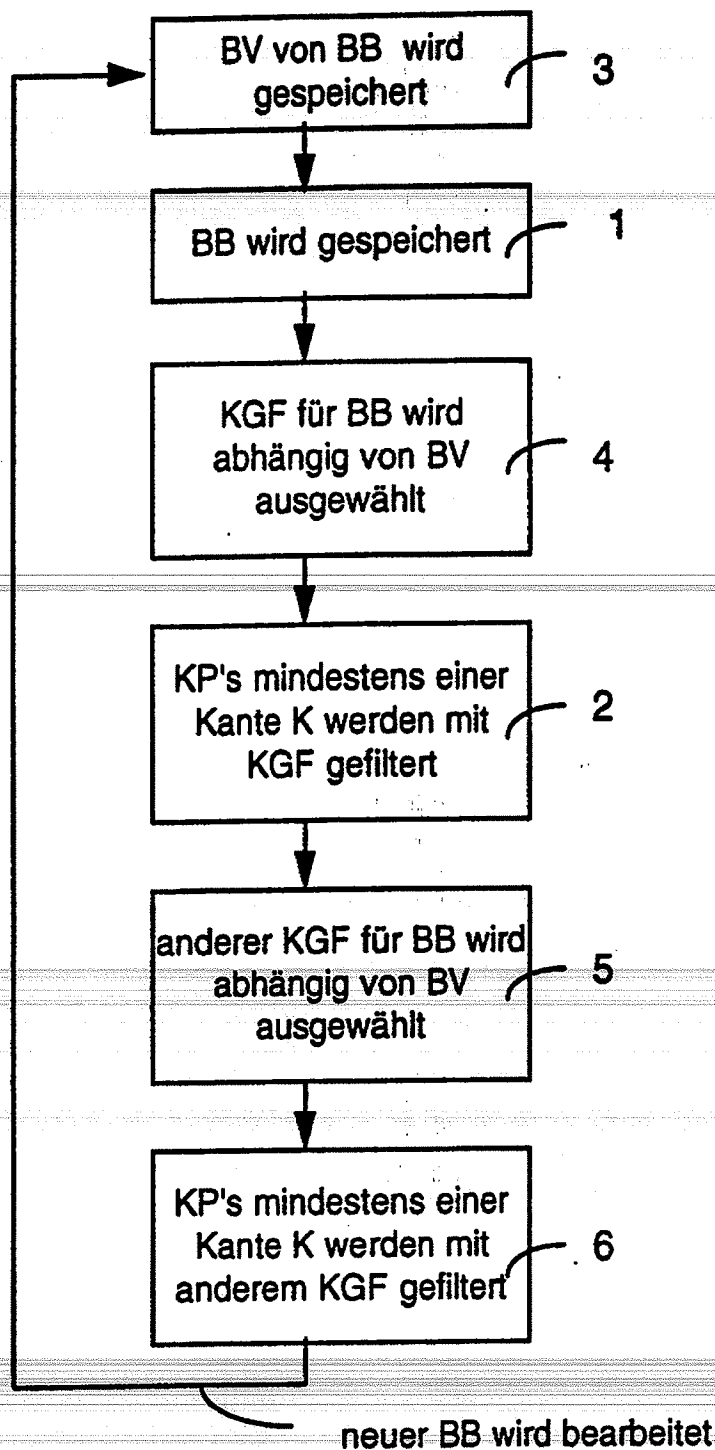 BV von BB wird
gespeichert
3
BB wird gespeichert
1
KGF für BB wird
abhängig von BV
ausgewählt
4
KP's mindestens einer
Kante K werden mit
KGF gefiltert
2
anderer KGF für BB wird
abhängig von BV
ausgewählt
5
KP's mindestens einer
Kante K werden mit
anderem KGF gefiltert
6
neuer BB wird bearbeitet